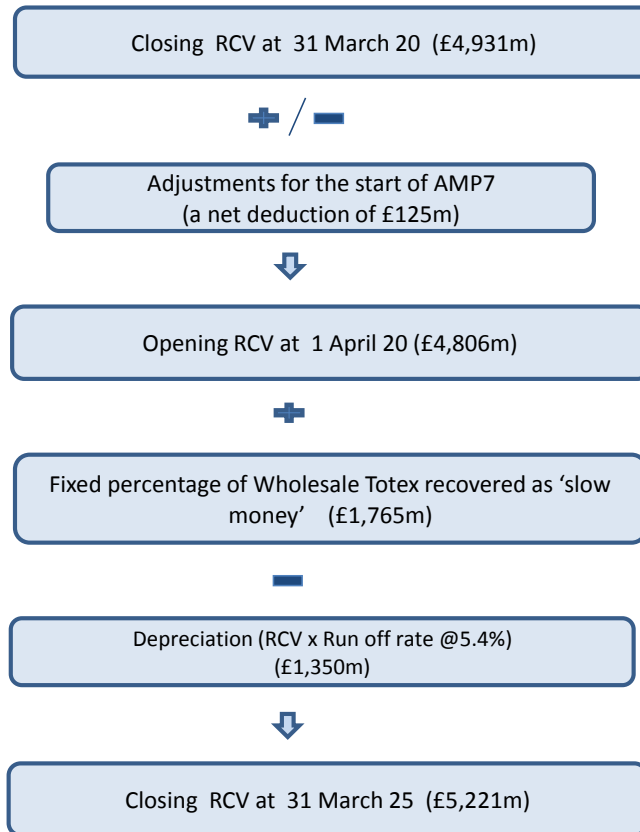 Closing RCV at 31 March 20 (£4,931m)
Adjustments for the start of AMP7
(a net deduction of £125m)
Opening RCV at 1 April 20 (£4,806m)
Fixed percentage of Wholesale Totex recovered as ‘slow
money’ (£1,765m)
Depreciation (RCV x Run off rate @5.4%)
(£1,350m)
Closing RCV at 31 March 25 (£5,221m)